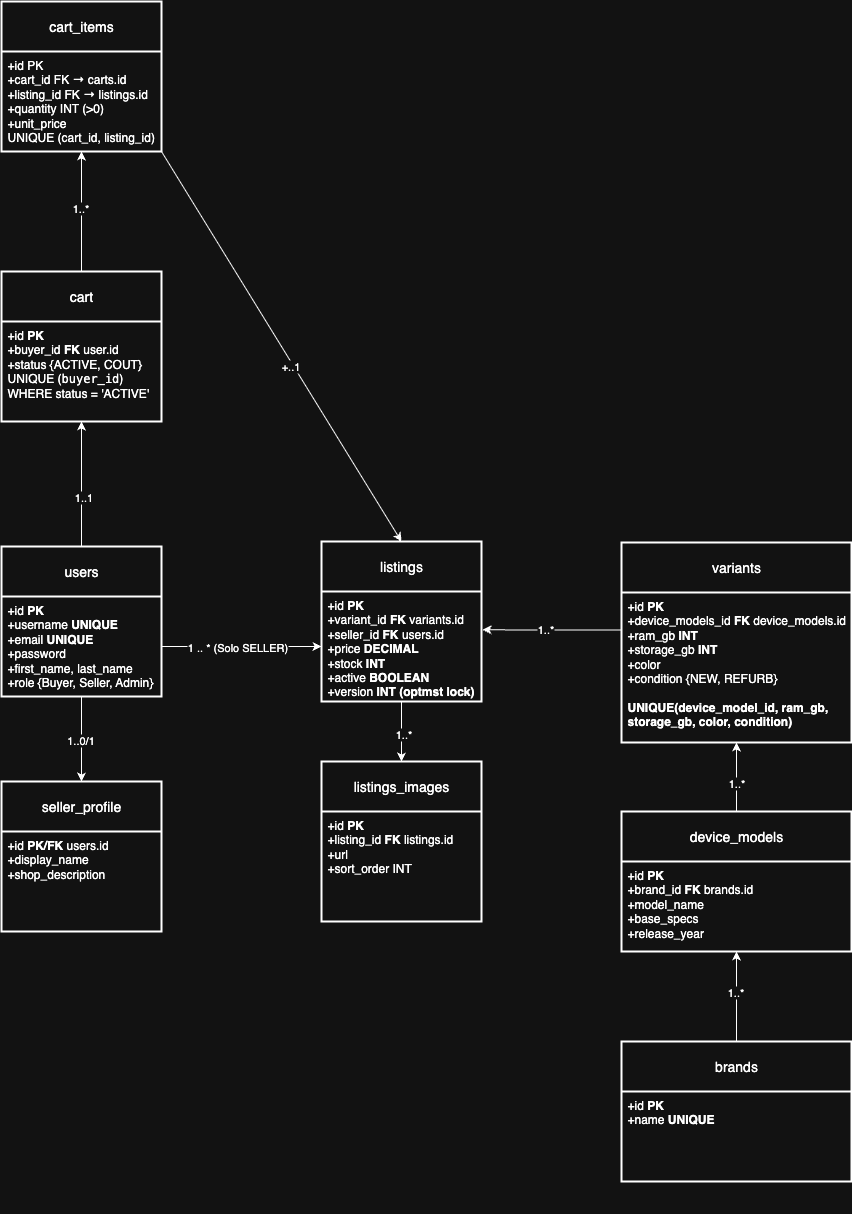 cart_items
+id PK
+cart_id FK → carts.id
+listing_id FK → listings.id
+quantity INT (>0)
+unit_price
UNIQUE (cart_id, listing_id)
1..*
cart
+id PK
+buyer_id FK user.id
+status {ACTIVE, COUT}
UNIQUE (buyer_id)
WHERE status = 'ACTIVE'
+..1
1..1
users
+id PK
+username UNIQUE
+email UNIQUE
+password
+first_name, last_name
+role {Buyer, Seller, Admin}
1 .. * (Solo SELLER)
listings
+id PK
+variant_id FK variants.id
+seller_id FK users.id
+price DECIMAL
+stock INT
+active BOOLEAN
+version INT (optmst lock)
1..*
variants
+id PK
+device_models_id FK device_models.id
+ram_gb INT
+storage_gb INT
+color
+condition {NEW, REFURB}
UNIQUE(device_model_id, ram_gb,
storage_gb, color, condition)
1..0/1
seller_profile
+id PK/FK users.id
+display_name
+shop_description
1..*
listings_images
+id PK
+listing_id FK listings.id
+url
+sort_order INT
1..*
device_models
+id PK
+brand_id FK brands.id
+model_name
+base_specs
+release_year
1..*
brands
+id PK
+name UNIQUE